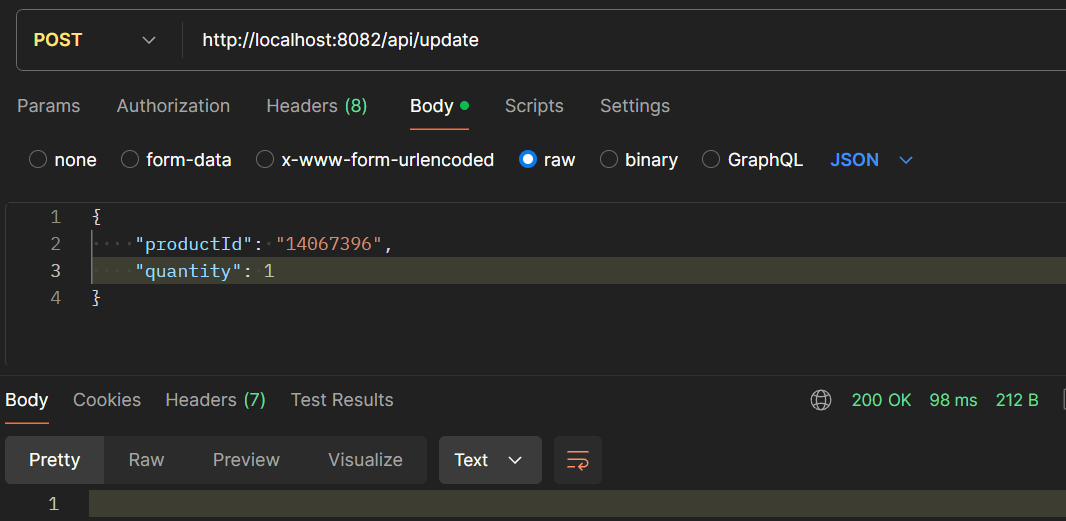 POST http://localhost:8082/api/update
Params Authorization Headers (8) Body Scripts Settings
none form-data x-www-form-urlencoded raw binary GraphQL JSON
1 {
2 "productId": "14067396",
3 "quantity": 1
4 }
Body Cookies Headers (7) Test Results 200 OK 98 ms 212 B
Pretty Raw Preview Visualize Text
1